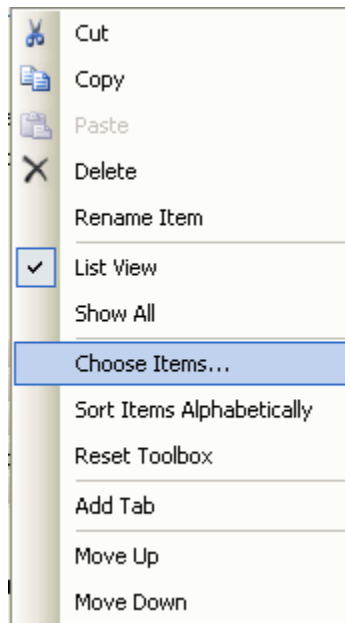 Cut
Copy
Paste
Delete
Rename Item
List View
Show All
Choose Items...
Sort Items Alphabetically
Reset Toolbox
Add Tab
Move Up
Move Down